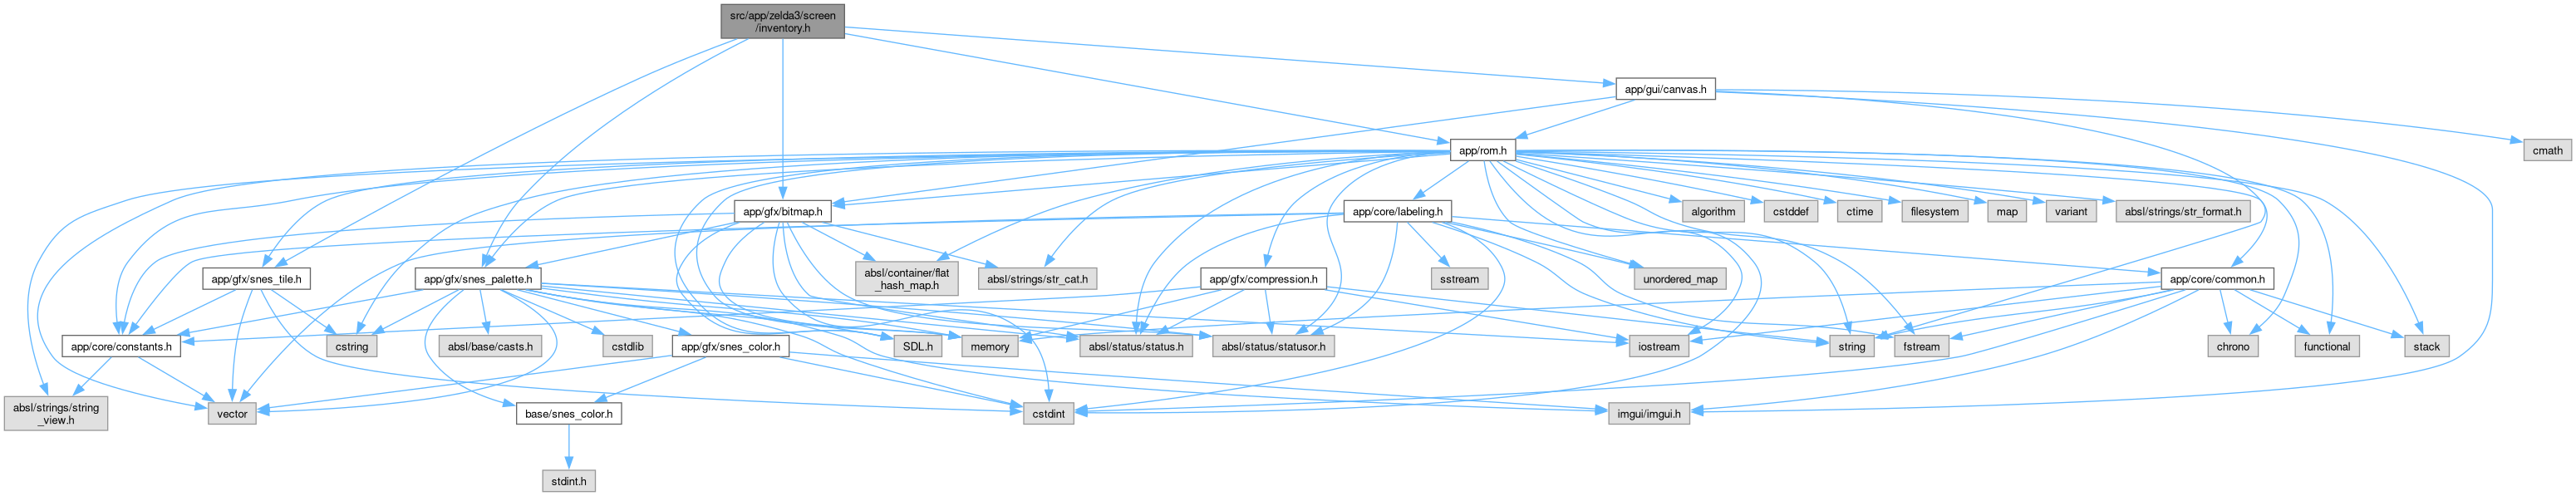 src/app/zelda3/screen
/inventory.h
app/gui/canvas.h
app/rom.h
cmath
app/gfx/bitmap.h
app/core/labeling.h
algorithm
cstddef
ctime
filesystem
map
variant
absl/strings/str_format.h
app/gfx/snes_tile.h
app/gfx/snes_palette.h
absl/container/flat
_hash_map.h
absl/strings/str_cat.h
app/gfx/compression.h
sstream
unordered_map
app/core/common.h
app/core/constants.h
cstring
absl/base/casts.h
cstdlib
app/gfx/snes_color.h
SDL.h
memory
absl/status/status.h
absl/status/statusor.h
iostream
string
fstream
chrono
functional
stack
absl/strings/string
_view.h
vector
base/snes_color.h
cstdint
imgui/imgui.h
stdint.h